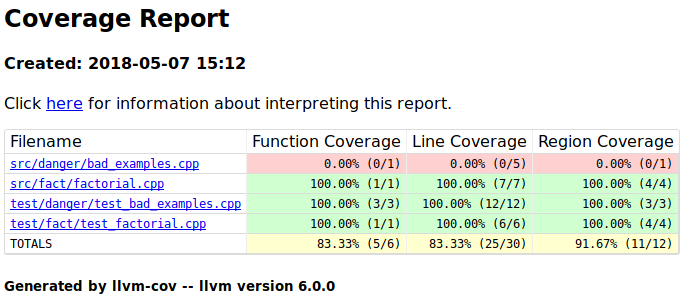 Coverage Report
Created: 2018-05-07 15:12
Click here for information about interpreting this report.
Filename Function Coverage Line Coverage Region Coverage
src/danger/bad_examples.cpp 0.00% (0/1) 0.00% (0/5) 0.00% (0/1)
src/fact/factorial.cpp 100.00% (1/1) 100.00% (7/7) 100.00% (4/4)
test/danger/test_bad_examples.cpp 100.00% (3/3) 100.00% (12/12) 100.00% (3/3)
test/fact/test_factorial.cpp 100.00% (1/1) 100.00% (6/6) 100.00% (4/4)
TOTALS 83.33% (5/6) 83.33% (25/30) 91.67% (11/12)
Generated by llvm-cov -- llvm version 6.0.0